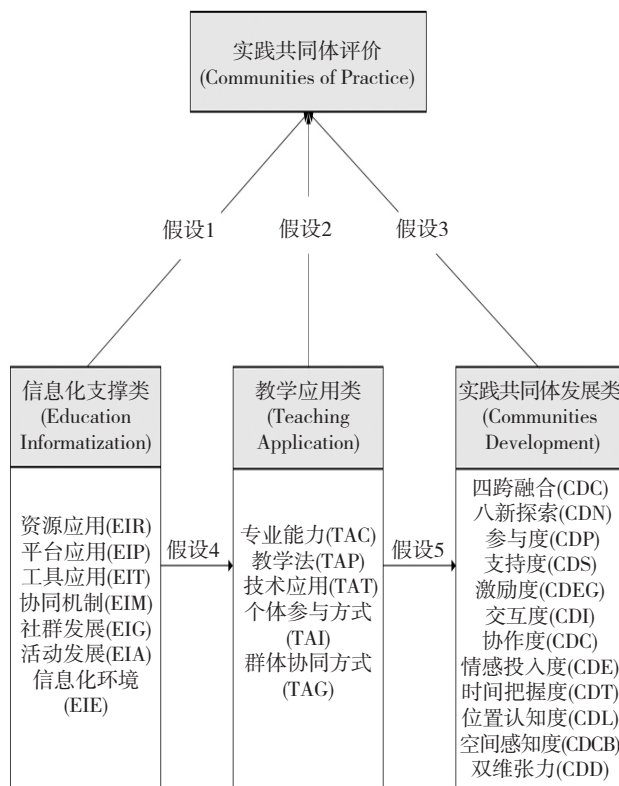 实践共同体评价
(Communities of Practice)
假设1
假设2
假设3
信息化支撑类
(Education
Informatization)
资源应用(EIR)
平台应用(EIP)
工具应用(EIT)
协同机制(EIM)
社群发展(EIG)
活动发展(EIA)
信息化环境
(EIE)
假设4
教学应用类
(Teaching
Application)
专业能力(TAC)
教学法(TAP)
技术应用(TAT)
个体参与方式
(TAI)
群体协同方式
(TAG)
假设5
实践共同体发展类
(Communities
Development)
四跨融合(CDC)
八新探索(CDN)
参与度(CDP)
支持度(CDS)
激励度(CDEG)
交互度(CDI)
协作度(CDC)
情感投入度(CDE)
时间把握度(CDT)
位置认知度(CDL)
空间感知度(CDCB)
双维张力(CDD)